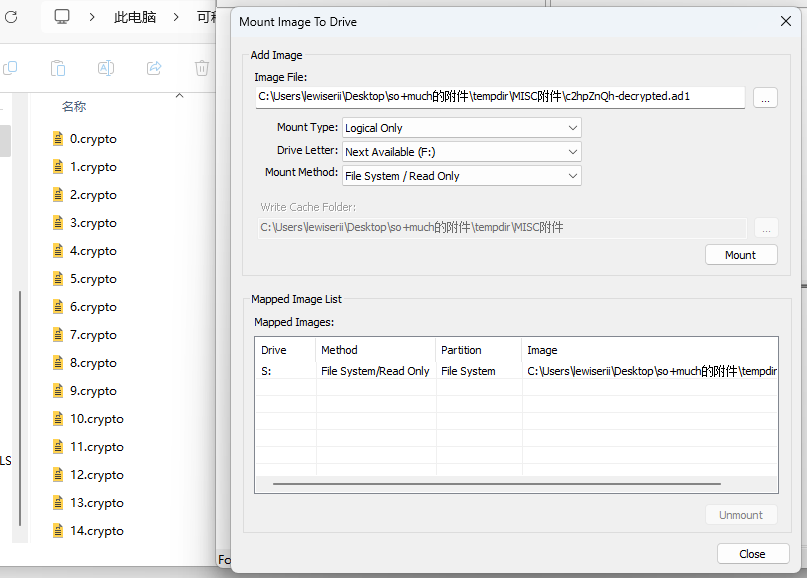 此电脑
名称
0.crypto
1.crypto
2.crypto
3.crypto
4.crypto
5.crypto
6.crypto
7.crypto
8.crypto
9.crypto
10.crypto
11.crypto
12.crypto
13.crypto
14.crypto
LS
Fo
Mount Image To Drive
Add Image
Image File:
C:\Users\lewiserii\Desktop\so+much的附件\tempdir\MISC附件\c2hpZnQh-decrypted.ad1
...
Mount Type: Logical Only
Drive Letter: Next Available (F:)
Mount Method: File System / Read Only
Write Cache Folder:
C:\Users\lewiserii\Desktop\so+much的附件\tempdir\MISC附件
...
Mount
Mapped Image List
Mapped Images:
Drive Method Partition Image
S: File System/Read Only File System C:\Users\lewiserii\Desktop\so+much的附件\tempdir
Unmount
Close